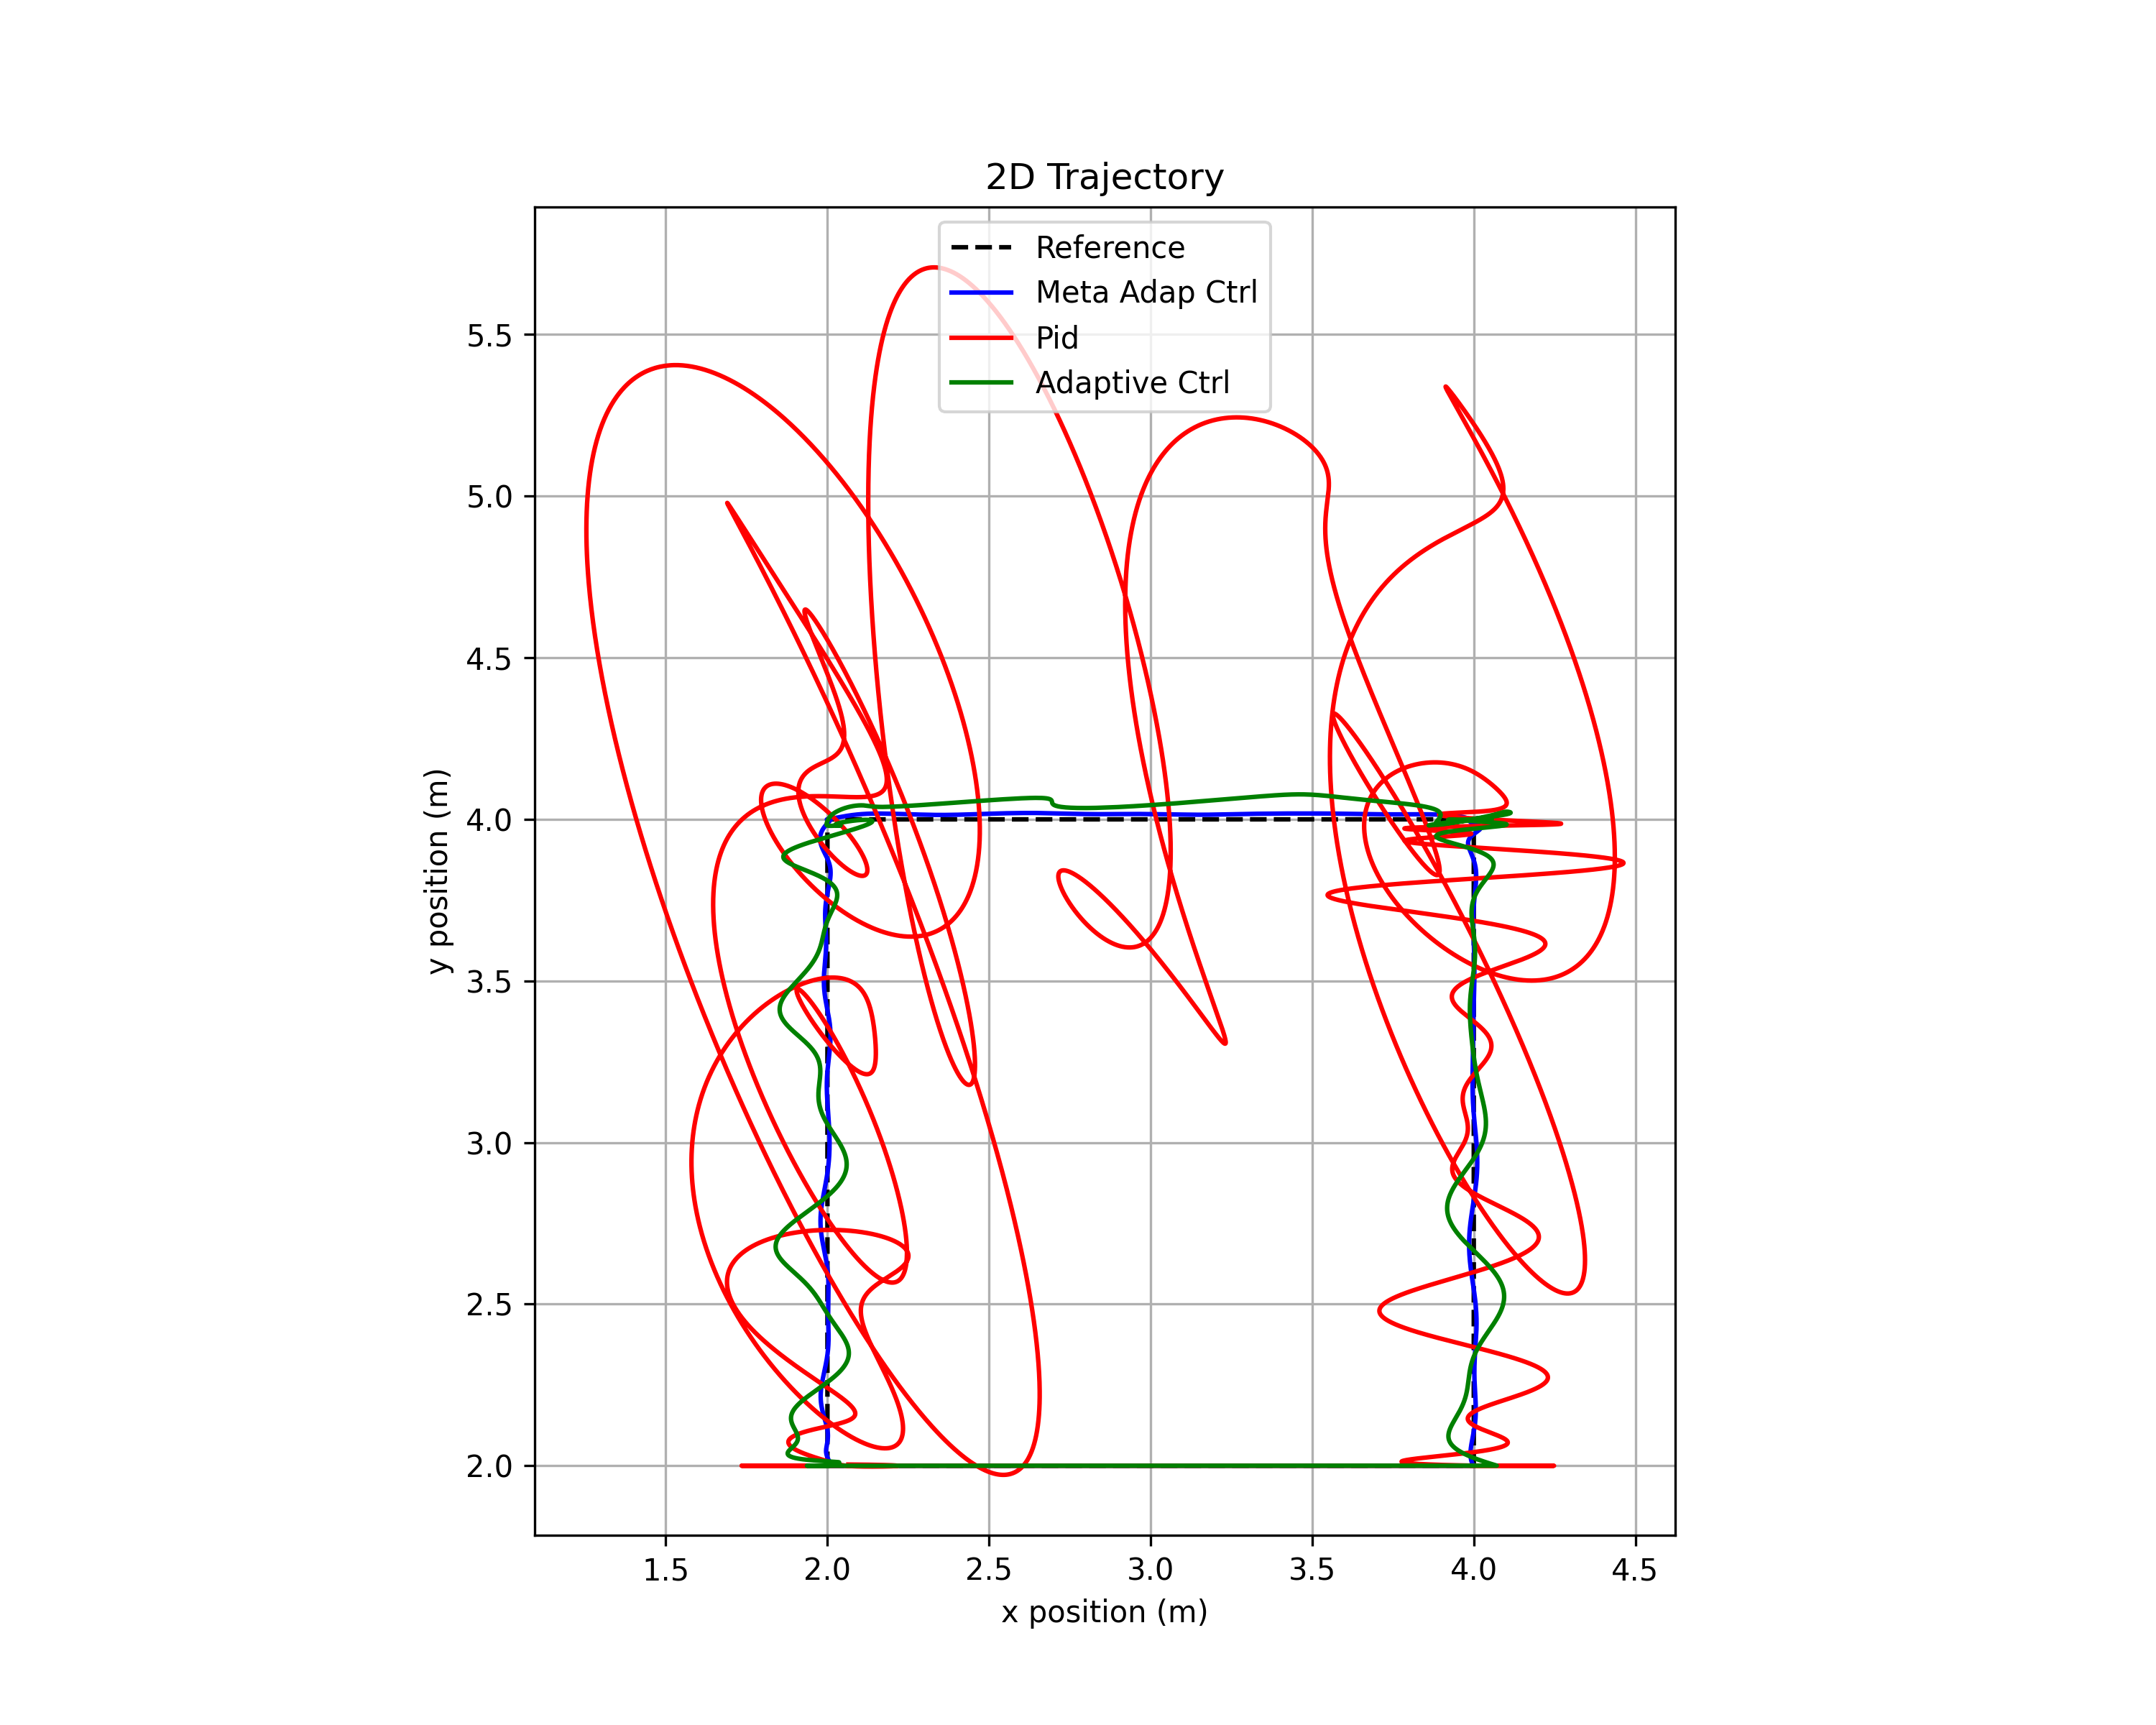 2D Trajectory
Reference
Meta Adap Ctrl
Pid
Adaptive Ctrl
5.5
5.0
4.5
4.0
3.5
3.0
2.5
2.0
y position (m)
1.5 2.0 2.5 3.0 3.5 4.0 4.5
x position (m)